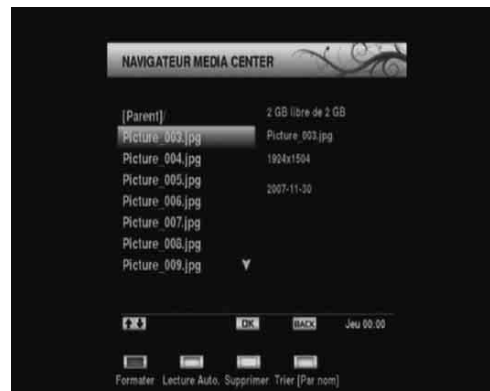 NAVIGATEUR MEDIA CENTER
[Parent]/
2 GB libre de 2 GB
Picture_003.jpg
Picture_003.jpg
Picture_004.jpg
1924x1504
Picture_005.jpg
2007-11-30
Picture_006.jpg
Picture_007.jpg
Picture_008.jpg
Picture_009.jpg
OK BACK Jeu 00:00
Formater Lecture Auto. Supprimer Trier [Par nom]